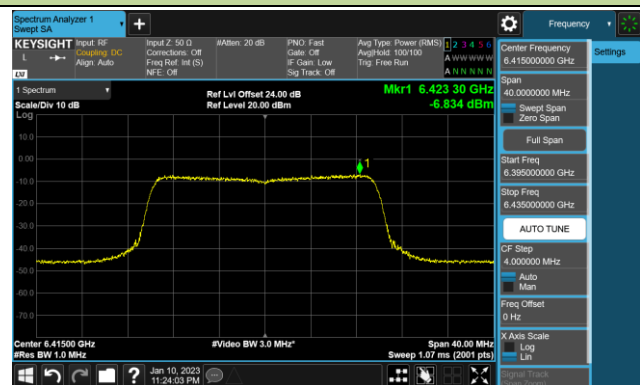 Spectrum Analyzer 1
Swept SA
Frequency
KEYSIGHT
L
LXI
Input: RF
Coupling: DC
Align: Auto
Input Z: 50 Ω
Corrections: Off
Freq Ref: Int (S)
NFE: Off
#Atten: 20 dB
PNO: Fast
Gate: Off
IF Gain: Low
Sig Track: Off
Avg Type: Power (RMS)
Avg|Hold: 100/100
Trig: Free Run
1 2 3 4 5 6
A W W W W W
A N N N N N
1 Spectrum
Scale/Div 10 dB
Log
Ref Lvl Offset 24.00 dB
Ref Level 20.00 dBm
Mkr1 6.423 30 GHz
-6.834 dBm
10.0
0.00
-10.0
-20.0
-30.0
-40.0
-50.0
-60.0
-70.0
1
Center 6.41500 GHz
#Res BW 1.0 MHz
#Video BW 3.0 MHz*
Span 40.00 MHz
Sweep 1.07 ms (2001 pts)
Jan 10, 2023
11:24:03 PM
Center Frequency
6.415000000 GHz
Span
40.0000000 MHz
Swept Span
Zero Span
Full Span
Start Freq
6.395000000 GHz
Stop Freq
6.435000000 GHz
AUTO TUNE
CF Step
4.000000 MHz
Auto
Man
Freq Offset
0 Hz
X Axis Scale
Log
Lin
Signal Track
Settings